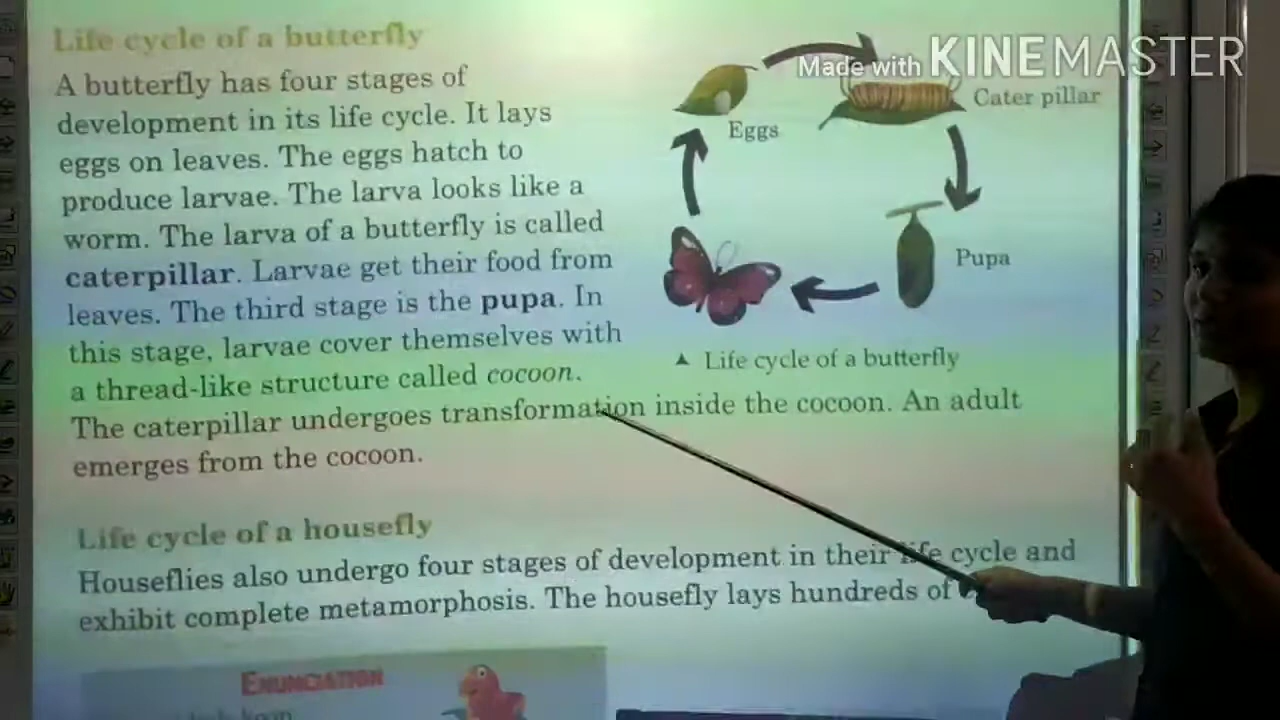 Life cycle of a butterfly
A butterfly has four stages of
development in its life cycle. It lays
eggs on leaves. The eggs hatch to
produce larvae. The larva looks like a
worm. The larva of a butterfly is called
caterpillar. Larvae get their food from
leaves. The third stage is the pupa. In
this stage, larvae cover themselves with
a thread-like structure called cocoon.
The caterpillar undergoes transformation inside the cocoon. An adult
emerges from the cocoon.
Made with KINEMASTER
Eggs
Cater pillar
Pupa
▲ Life cycle of a butterfly
Life cycle of a housefly
Houseflies also undergo four stages of development in their life cycle and
exhibit complete metamorphosis. The housefly lays hundreds of
ENUNCIATION